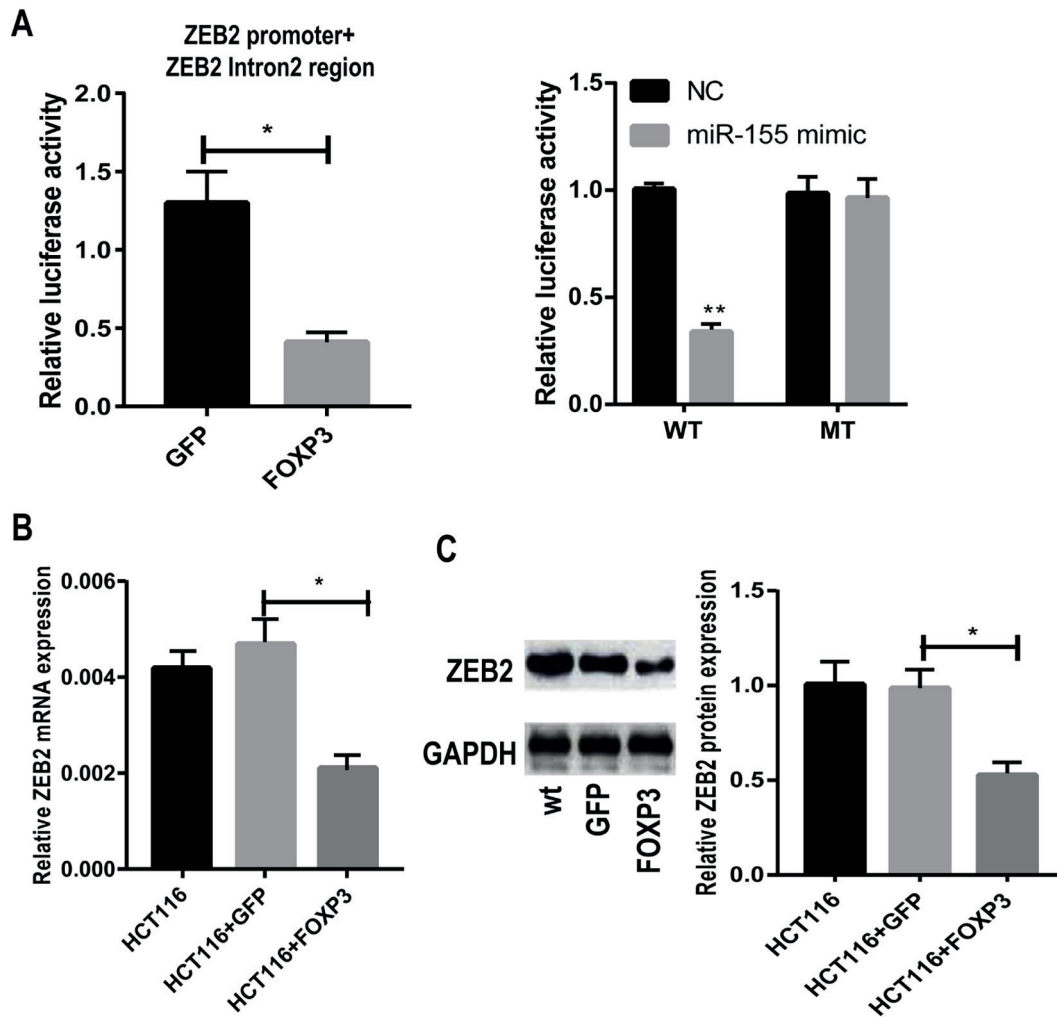 A
ZEB2 promoter+
ZEB2 Intron2 region
Relative luciferase activity
2.0
1.5
1.0
0.5
0.0
*
GFP
FOXP3
Relative luciferase activity
1.5
1.0
0.5
0.0
NC
miR-155 mimic
**
WT
MT
B
Relative ZEB2 mRNA expression
0.006
0.004
0.002
0.000
*
HCT116
HCT116+GFP
HCT116+FOXP3
C
ZEB2
GAPDH
wt
GFP
FOXP3
Relative ZEB2 protein expression
1.5
1.0
0.5
0.0
*
HCT116
HCT116+GFP
HCT116+FOXP3